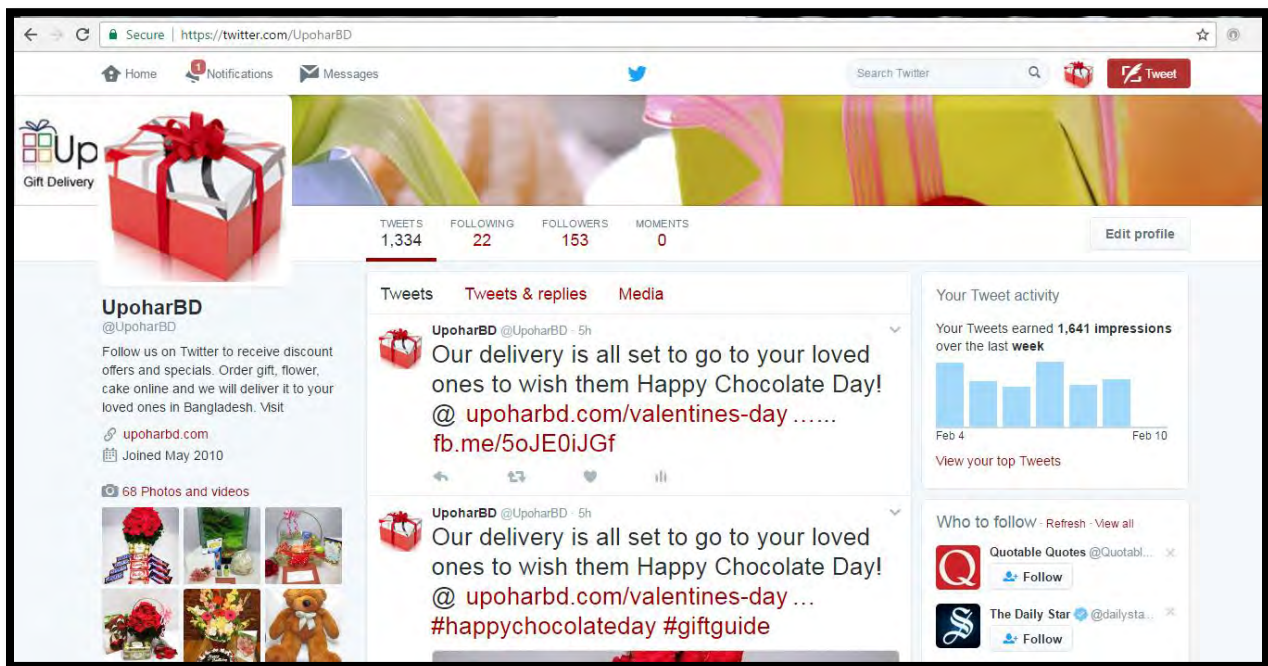 Secure | https://twitter.com/UpoharBD
Home
1
Notifications
Messages
Search Twitter
Tweet
Up
Gift Delivery
TWEETS
1,334
FOLLOWING
22
FOLLOWERS
153
MOMENTS
0
Edit profile
UpoharBD
@UpoharBD
Follow us on Twitter to receive discount
offers and specials. Order gift, flower,
cake online and we will deliver it to your
loved ones in Bangladesh. Visit
upoharbd.com
Joined May 2010
68 Photos and videos
Tweets Tweets & replies Media
UpoharBD @UpoharBD · 5h
Our delivery is all set to go to your loved
ones to wish them Happy Chocolate Day!
@ upoharbd.com/valentines-day ......
fb.me/5oJE0iJGf
UpoharBD @UpoharBD · 5h
Our delivery is all set to go to your loved
ones to wish them Happy Chocolate Day!
@ upoharbd.com/valentines-day ...
#happychocolateday #giftguide
Your Tweet activity
Your Tweets earned 1,641 impressions
over the last week
Feb 4 Feb 10
View your top Tweets
Who to follow · Refresh · View all
Quotable Quotes @Quotabl...
Follow
The Daily Star @dailysta...
Follow